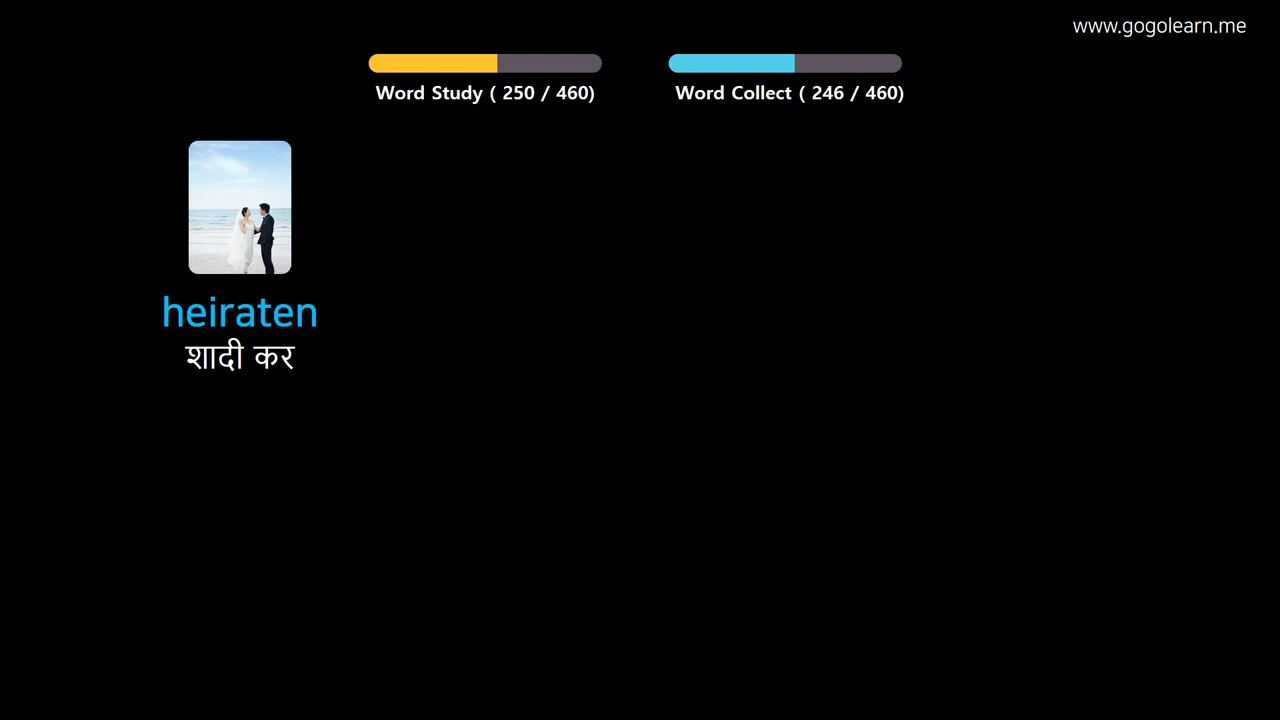 www.gogolearn.me
Word Study ( 250 / 460)
Word Collect ( 246 / 460)
heiraten
शादी कर